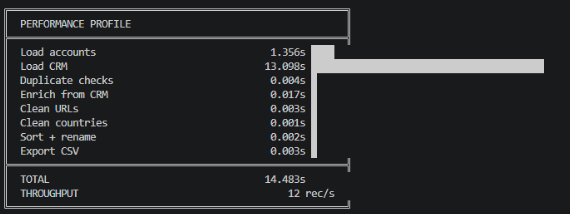 PERFORMANCE PROFILE
Load accounts 1.356s
Load CRM 13.098s
Duplicate checks 0.004s
Enrich from CRM 0.017s
Clean URLs 0.003s
Clean countries 0.001s
Sort + rename 0.002s
Export CSV 0.003s
TOTAL 14.483s
THROUGHPUT 12 rec/s